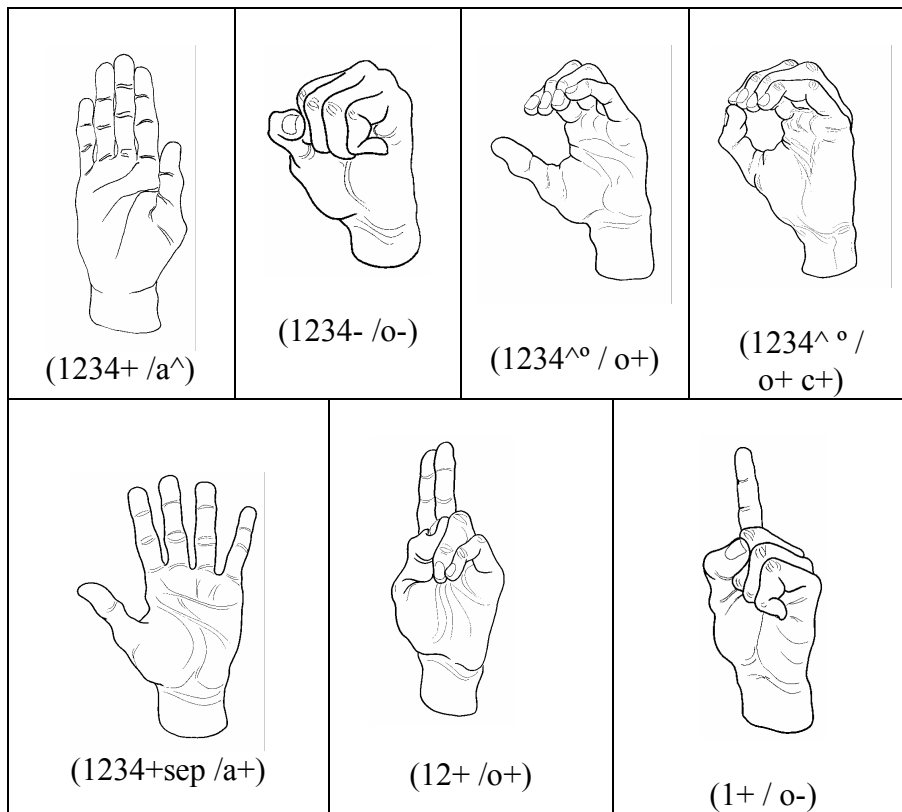 (1234+ /a^)
(1234- /o-)
(1234^º / o+)
(1234^ º /
o+ c+)
(1234+sep /a+)
(12+ /o+)
(1+ / o-)